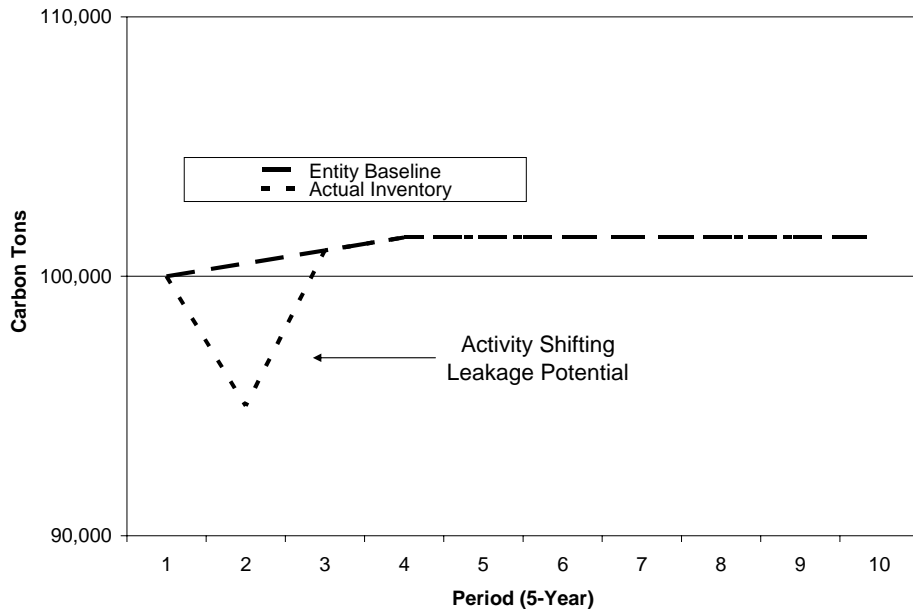 110,000
Entity Baseline
Actual Inventory
Carbon Tons
100,000
Activity Shifting
Leakage Potential
90,000
1 2 3 4 5 6 7 8 9 10
Period (5-Year)